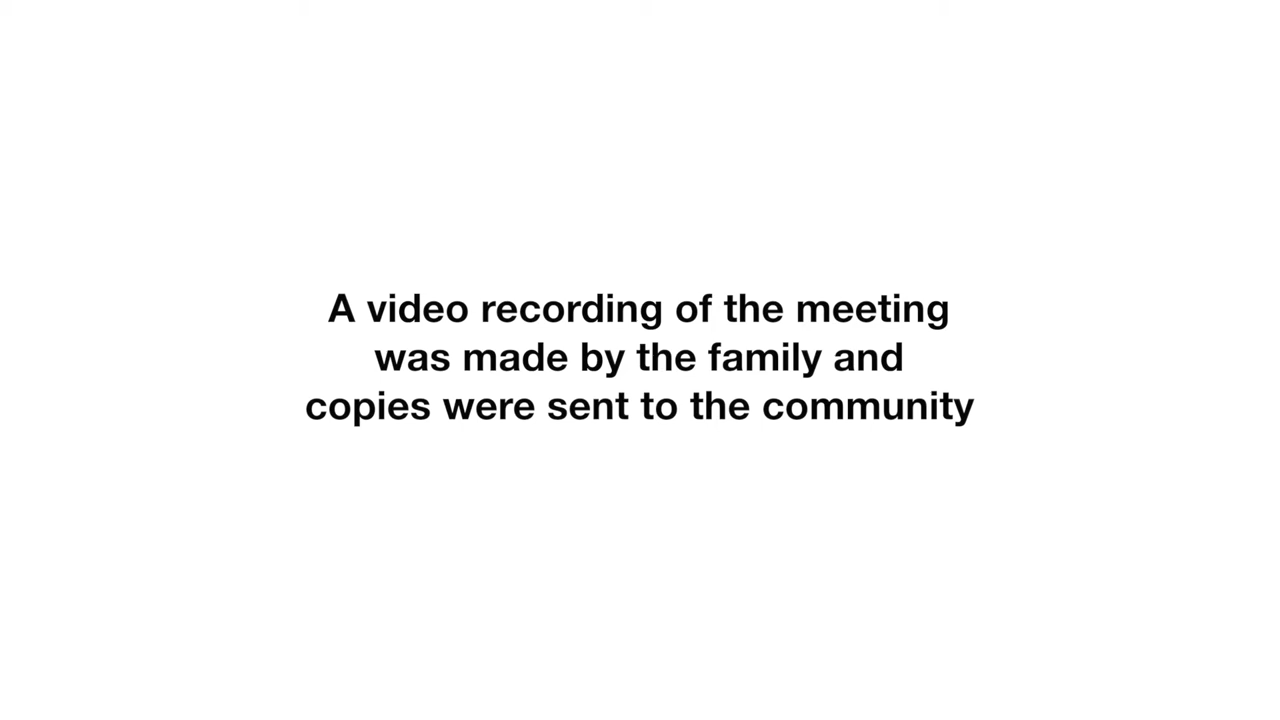 A video recording of the meeting
was made by the family and
copies were sent to the community